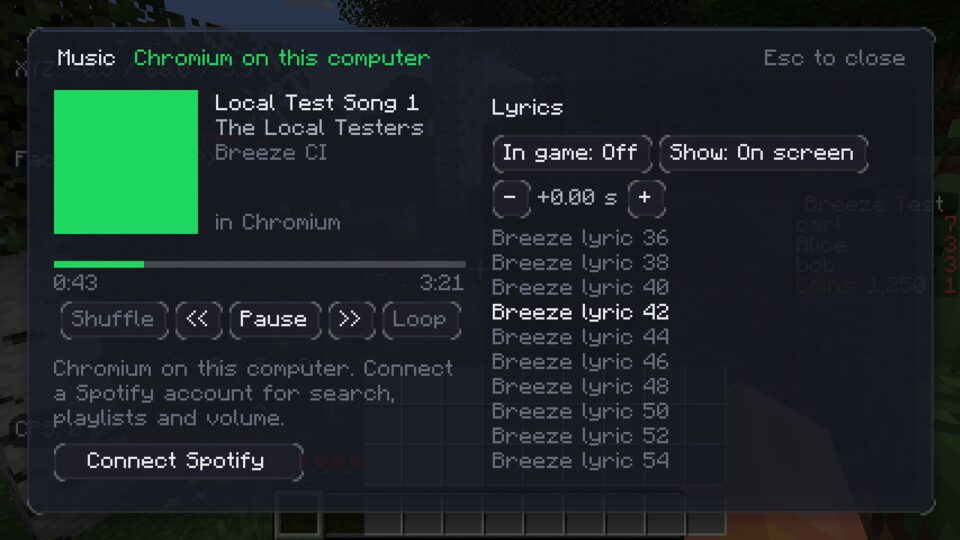 Music Chromium on this computer
Esc to close
Local Test Song 1
The Local Testers
Breeze CI
in Chromium
0:43
3:21
Shuffle << Pause >> Loop
Chromium on this computer. Connect
a Spotify account for search,
playlists and volume.
Connect Spotify
Lyrics
In game: Off
Show: On screen
- +0.00 s +
Breeze lyric 36
Breeze lyric 38
Breeze lyric 40
Breeze lyric 42
Breeze lyric 44
Breeze lyric 46
Breeze lyric 48
Breeze lyric 50
Breeze lyric 52
Breeze lyric 54
Breeze Test
carl 7
Alice 3
bob 3
Coins: 1,250 1